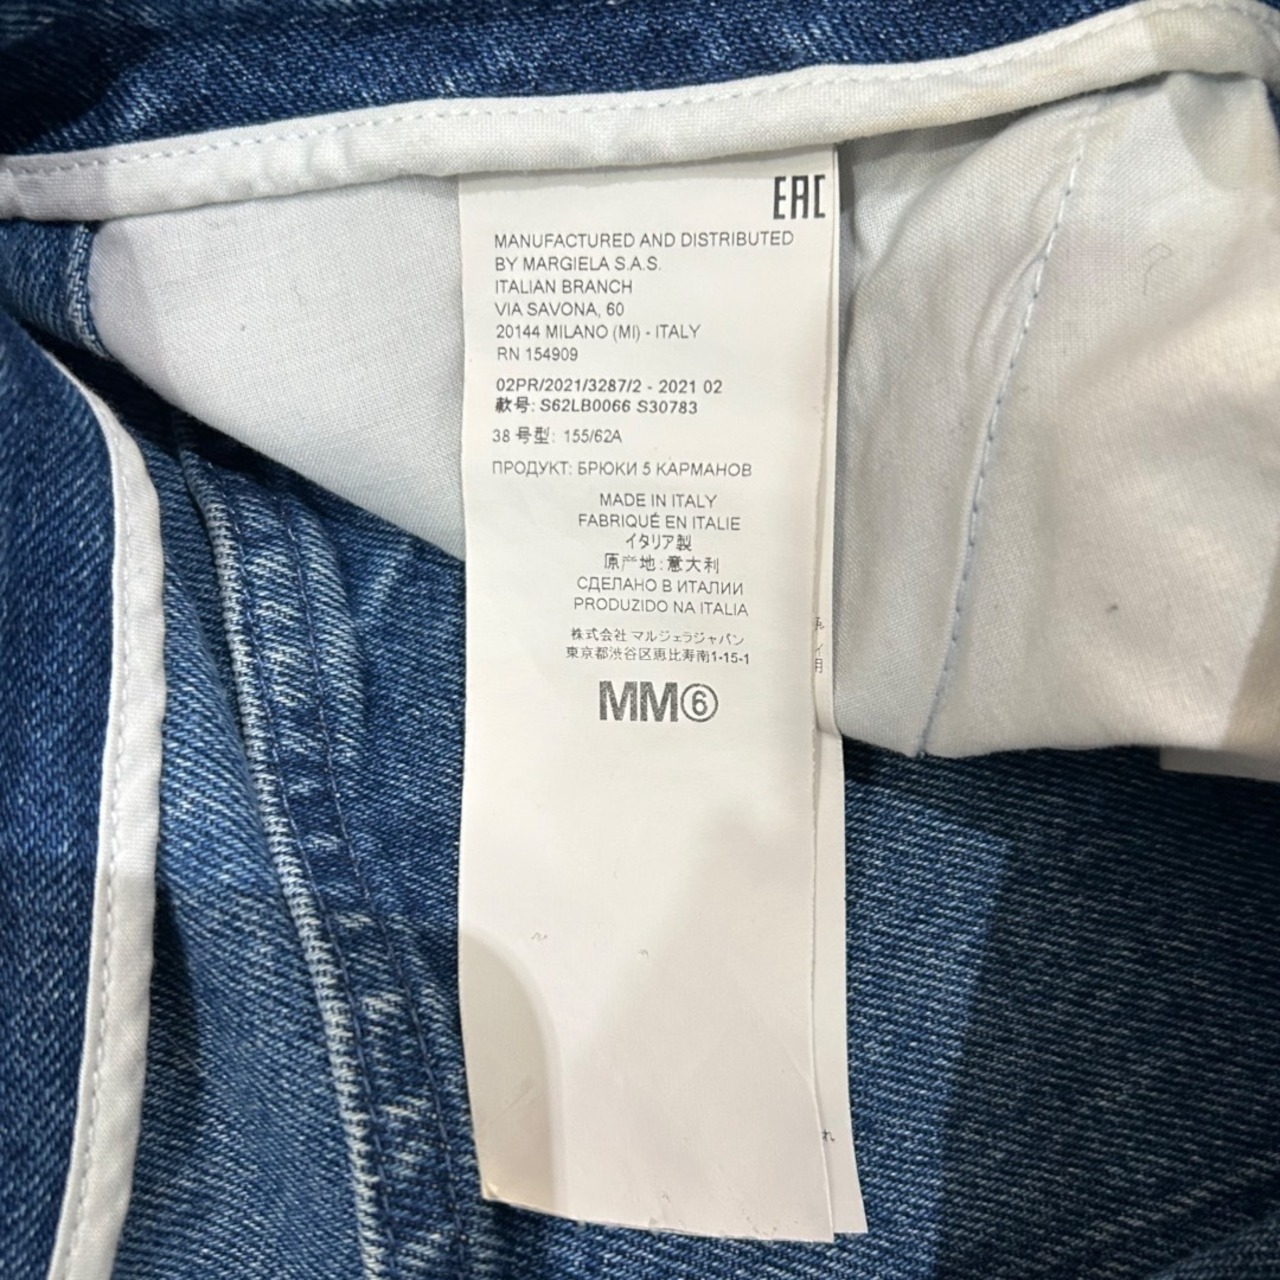 EAC
MANUFACTURED AND DISTRIBUTED
BY MARGIELA S.A.S.
ITALIAN BRANCH
VIA SAVONA, 60
20144 MILANO (MI) - ITALY
RN 154909
02PR/2021/3287/2 - 2021 02
款号: S62LB0066 S30783
38 号型: 155/62A
ПРОДУКТ: БРЮКИ 5 КАРМАНОВ
MADE IN ITALY
FABRIQUÉ EN ITALIE
イタリア製
原产地: 意大利
СДЕЛАНО В ИТАЛИИ
PRODUZIDO NA ITALIA
株式会社 マルジェラジャパン
東京都渋谷区恵比寿南1-15-1
MM⑥
れ